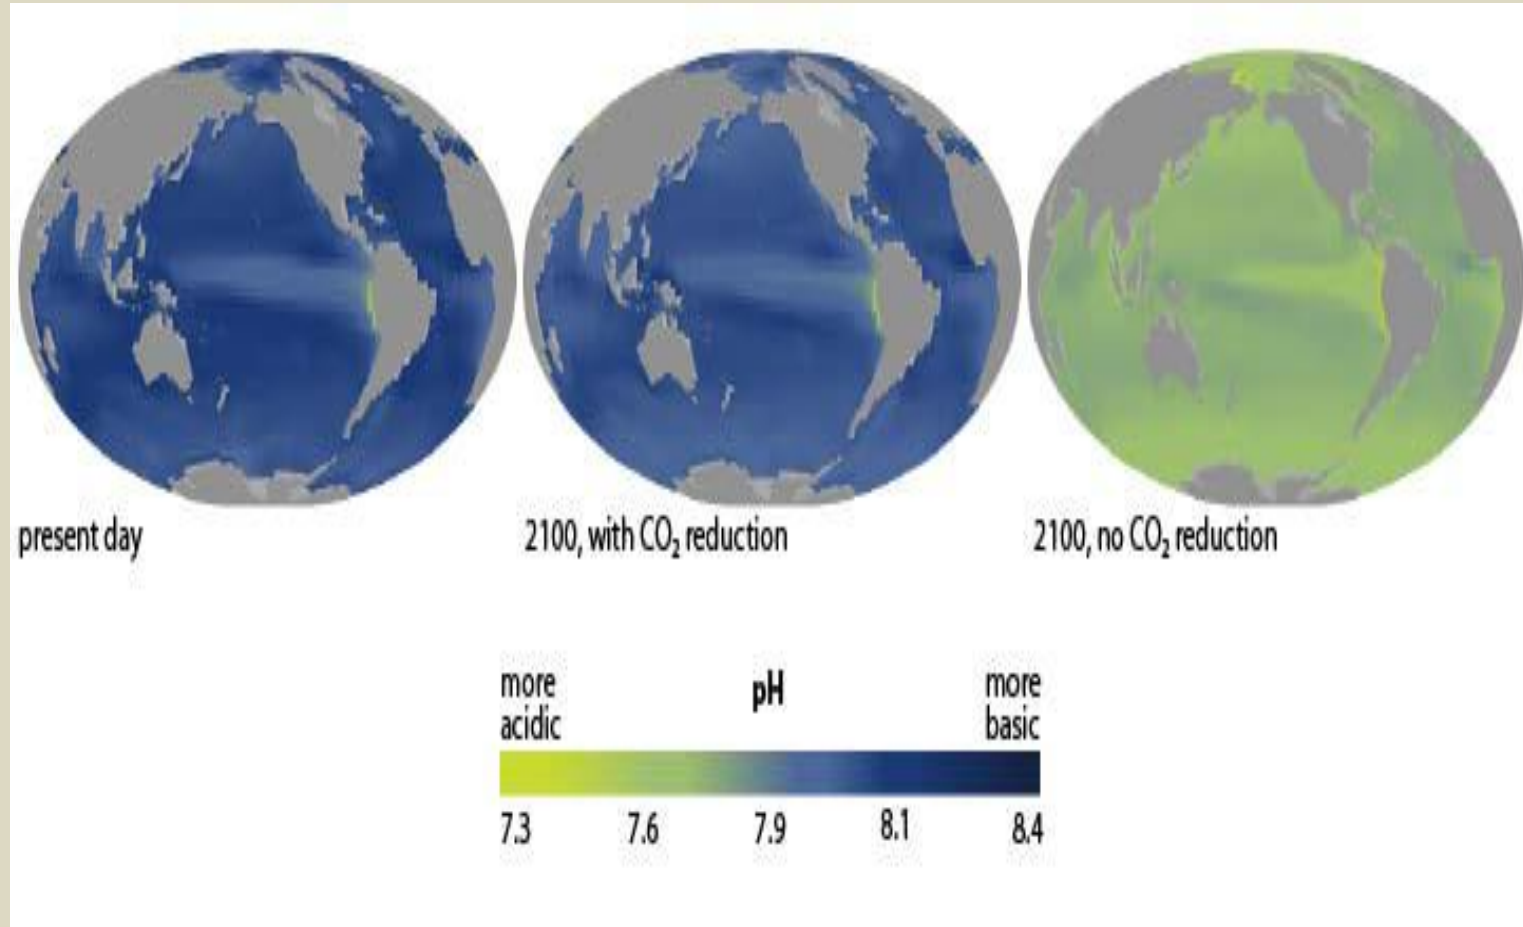 present day
2100, with CO₂ reduction
2100, no CO₂ reduction
more
acidic
pH
more
basic
7.3 7.6 7.9 8.1 8.4